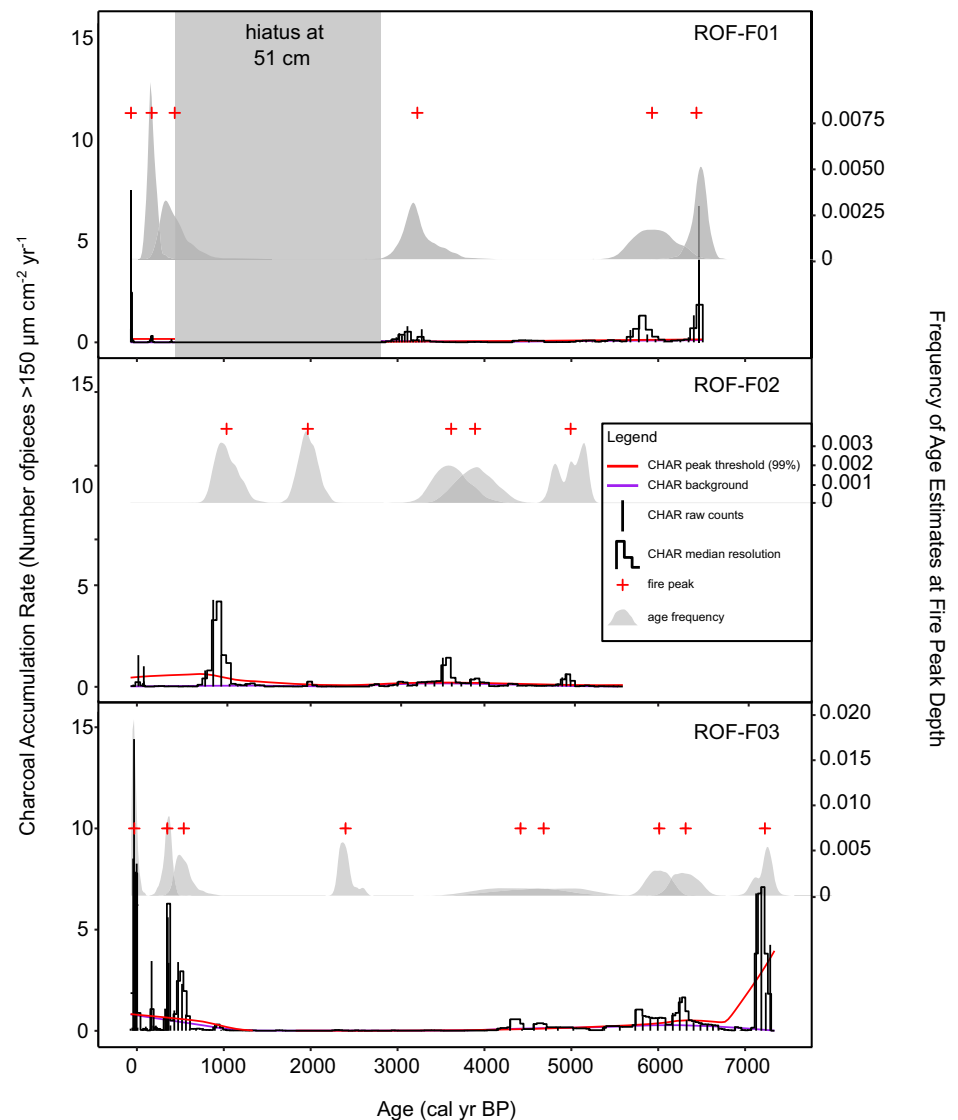 hiatus at
51 cm
ROF-F01
15
10
5
0
0.0075
0.0050
0.0025
0
ROF-F02
15
10
5
0
0.003
0.002
0.001
0
Legend
CHAR peak threshold (99%)
CHAR background
CHAR raw counts
CHAR median resolution
fire peak
age frequency
ROF-F03
15
10
5
0
0.020
0.015
0.010
0.005
0
0 1000 2000 3000 4000 5000 6000 7000
Age (cal yr BP)
Charcoal Accumulation Rate (Number ofpieces >150 µm cm⁻² yr⁻¹
Frequency of Age Estimates at Fire Peak Depth